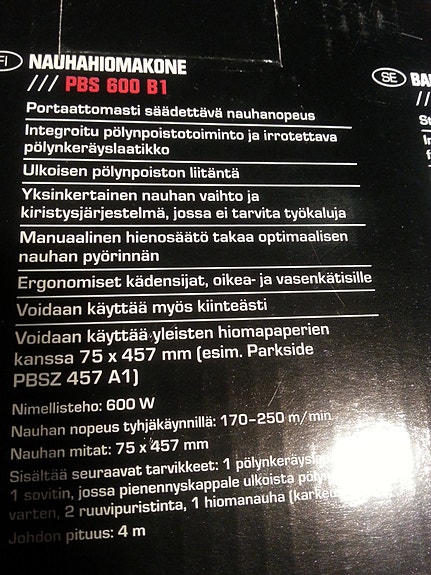 FI NAUHAHIOMAKONE
/// PBS 600 B1
Portaattomasti säädettävä nauhanopeus
Integroitu pölynpoistotoiminto ja irrotettava
pölynkeräyslaatikko
Ulkoisen pölynpoiston liitäntä
Yksinkertainen nauhan vaihto ja
kiristysjärjestelmä, jossa ei tarvita työkaluja
Manuaalinen hienosäätö takaa optimaalisen
nauhan pyörinnän
Ergonomiset kädensijat, oikea- ja vasenkätisille
Voidaan käyttää myös kiinteästi
Voidaan käyttää yleisten hiomapaperien
kanssa 75 x 457 mm (esim. Parkside
PBSZ 457 A1)
Nimellisteho: 600 W
Nauhan nopeus tyhjäkäynnillä: 170–250 m/min.
Nauhan mitat: 75 x 457 mm
Sisältää seuraavat tarvikkeet: 1
1 sovitin, jossa pienennyskappale ulkoista
varten, 2 ruuvipuristinta, 1 hiomanauha
Johdon pituus: 4 m
SE
///